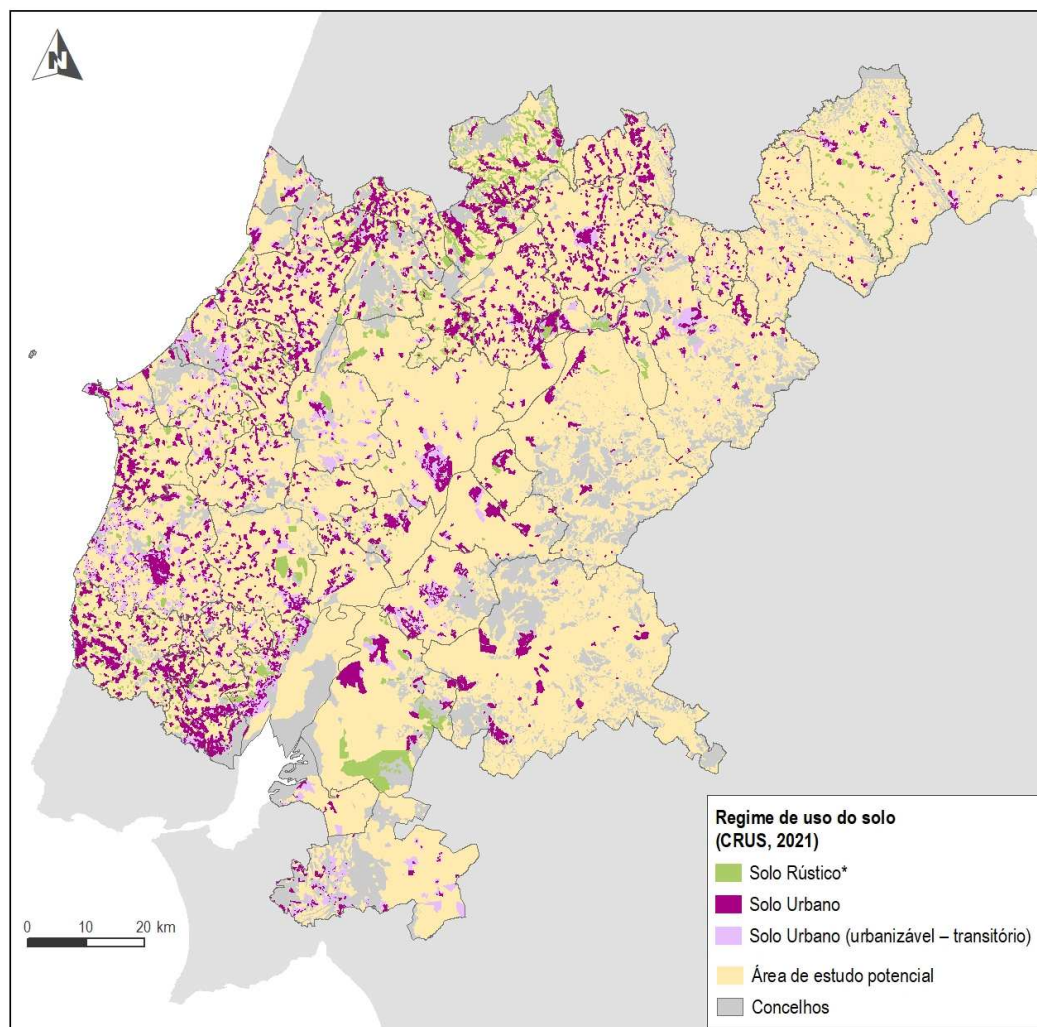 N
Regime de uso do solo
(CRUS, 2021)
Solo Rústico*
Solo Urbano
Solo Urbano (urbanizável – transitório)
Área de estudo potencial
Concelhos
0 10 20 km